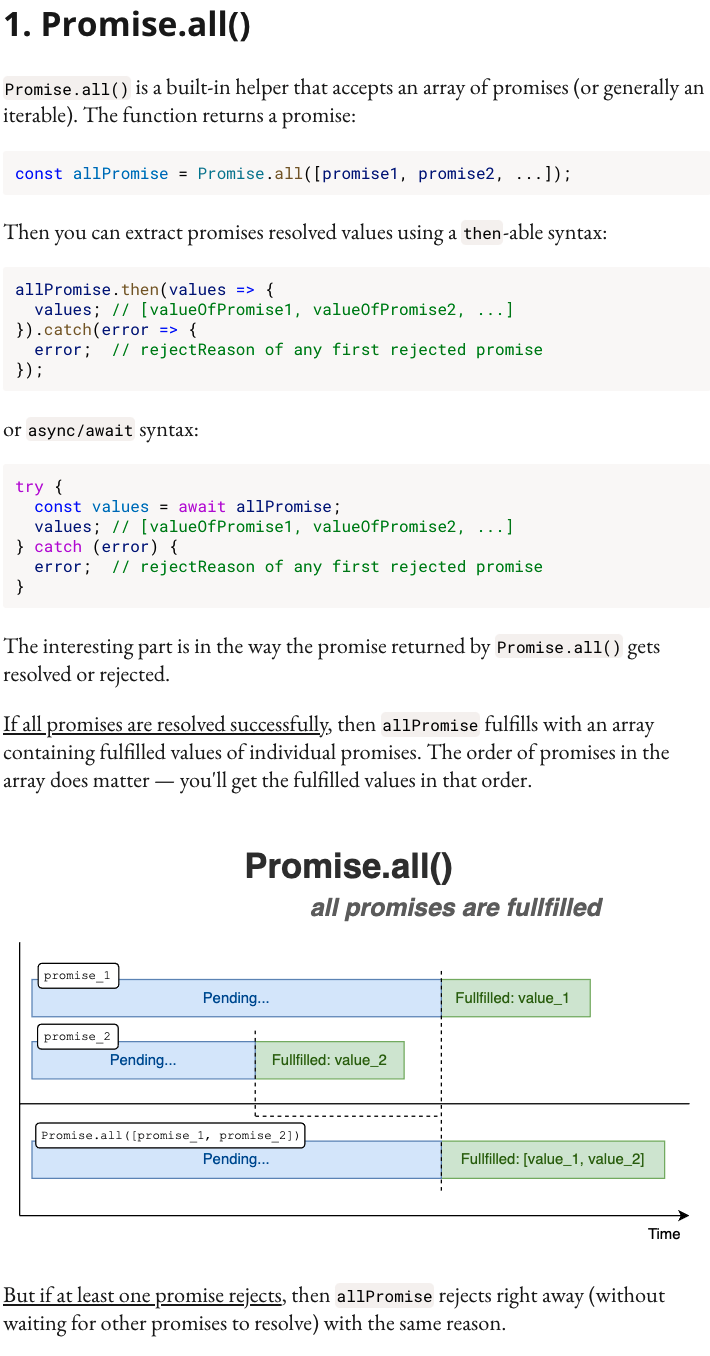 1. Promise.all()
Promise.all() is a built-in helper that accepts an array of promises (or generally an
iterable). The function returns a promise:
const allPromise = Promise.all([promise1, promise2, ...]);
Then you can extract promises resolved values using a then-able syntax:
allPromise.then(values => {
  values; // [valueOfPromise1, valueOfPromise2, ...]
}).catch(error => {
  error;  // rejectReason of any first rejected promise
});
or async/await syntax:
try {
  const values = await allPromise;
  values; // [valueOfPromise1, valueOfPromise2, ...]
} catch (error) {
  error;  // rejectReason of any first rejected promise
}
The interesting part is in the way the promise returned by Promise.all() gets
resolved or rejected.
If all promises are resolved successfully, then allPromise fulfills with an array
containing fulfilled values of individual promises. The order of promises in the
array does matter — you'll get the fulfilled values in that order.
Promise.all()
all promises are fullfilled
promise_1
Pending...
Fullfilled: value_1
promise_2
Pending...
Fullfilled: value_2
Promise.all([promise_1, promise_2])
Pending...
Fullfilled: [value_1, value_2]
Time
But if at least one promise rejects, then allPromise rejects right away (without
waiting for other promises to resolve) with the same reason.